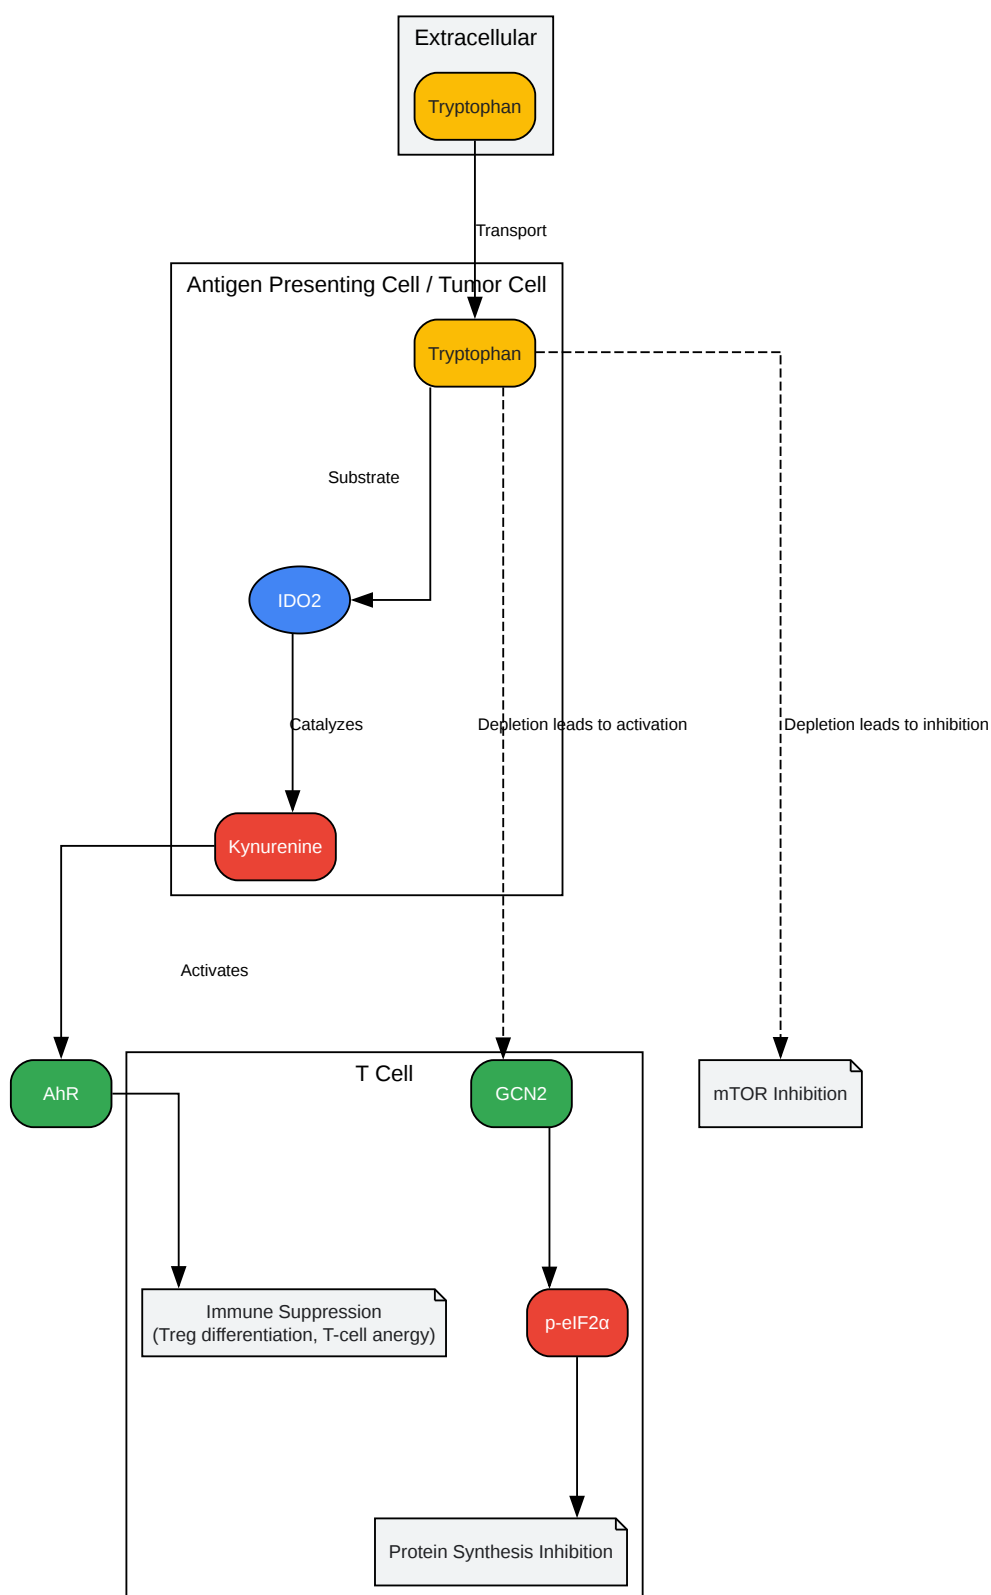 Extracellular
Tryptophan
Transport
Antigen Presenting Cell / Tumor Cell
Tryptophan
Substrate
IDO2
Catalyzes
Depletion leads to activation
Depletion leads to inhibition
Kynurenine
Activates
T Cell
AhR
GCN2
mTOR Inhibition
Immune Suppression
(Treg differentiation, T-cell anergy)
p-eIF2α
Protein Synthesis Inhibition